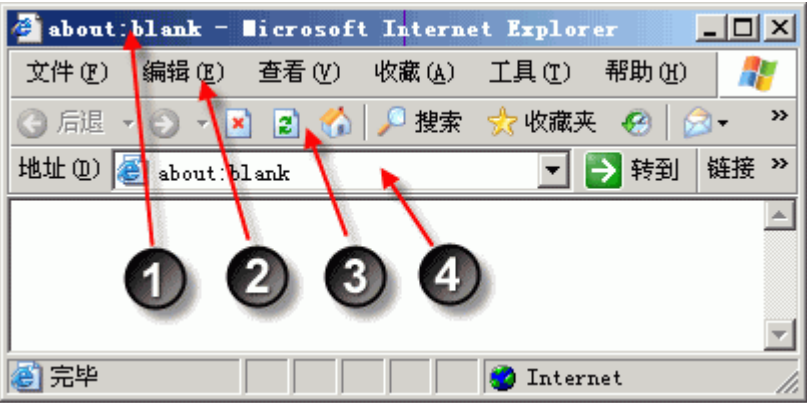 about:blank - Microsoft Internet Explorer
文件(F) 编辑(E) 查看(V) 收藏(A) 工具(T) 帮助(H)
后退 搜索 收藏夹 »
地址(D) about:blank 转到 链接 »
1 2 3 4
完毕 Internet